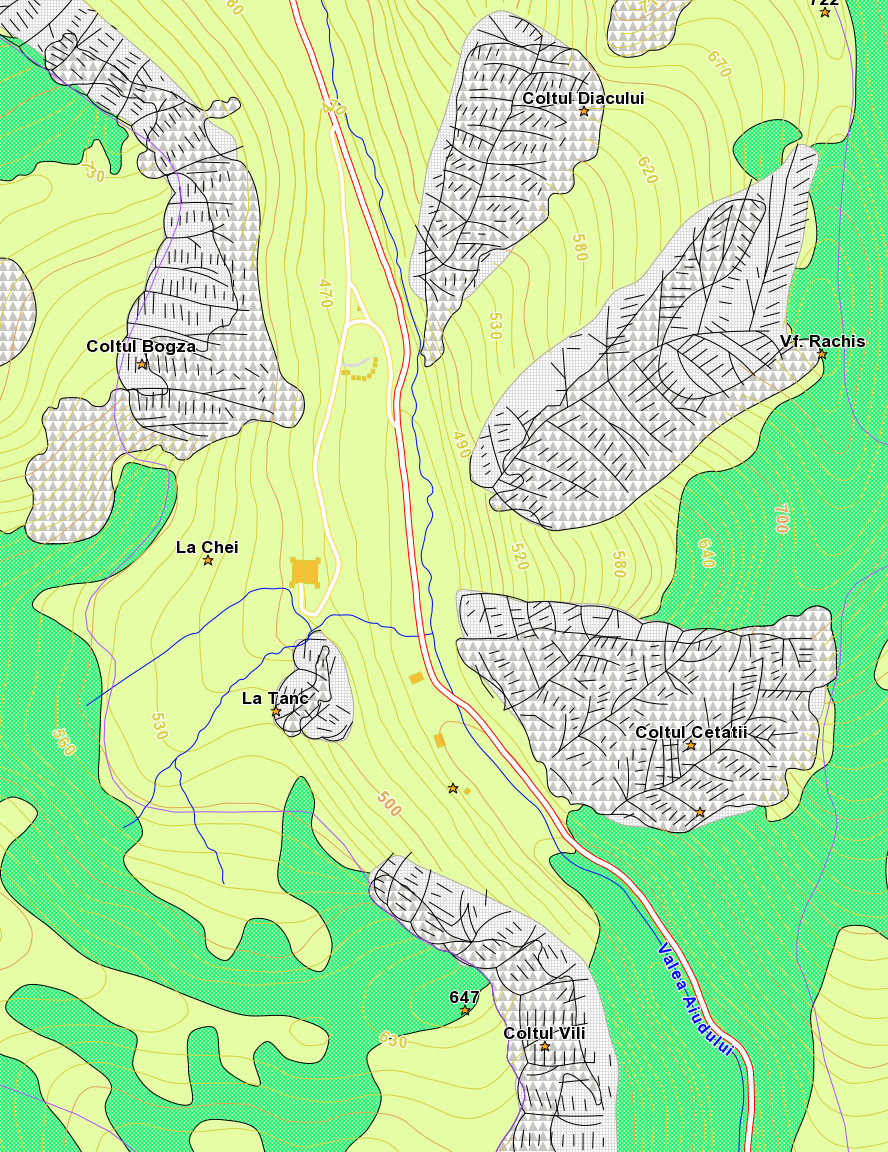 80
722
670
Coltul Diacului
730
620
580
470
530
Vf. Rachis
Coltul Bogza
490
700
La Chei
520
640
580
La Tanc
530
560
Coltul Cetatii
500
Valea Aiudului
647
630
Coltul Vili